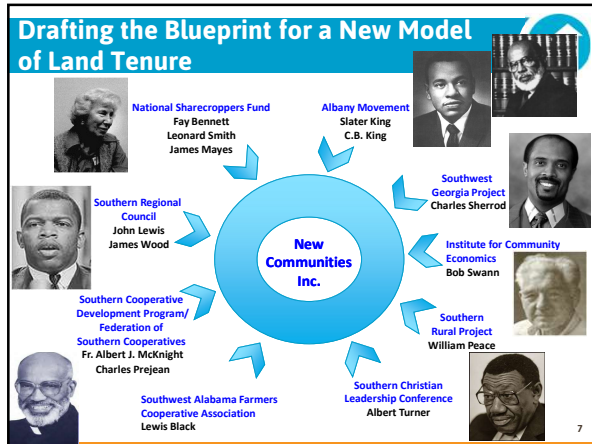 Drafting the Blueprint for a New Model
of Land Tenure
National Sharecroppers Fund
Fay Bennett
Leonard Smith
James Mayes
Albany Movement
Slater King
C.B. King
Southwest
Georgia Project
Charles Sherrod
Southern Regional
Council
John Lewis
James Wood
New
Communities
Inc.
Institute for Community
Economics
Bob Swann
Southern Cooperative
Development Program/
Federation of
Southern Cooperatives
Fr. Albert J. McKnight
Charles Prejean
Southern
Rural Project
William Peace
Southwest Alabama Farmers
Cooperative Association
Lewis Black
Southern Christian
Leadership Conference
Albert Turner
7